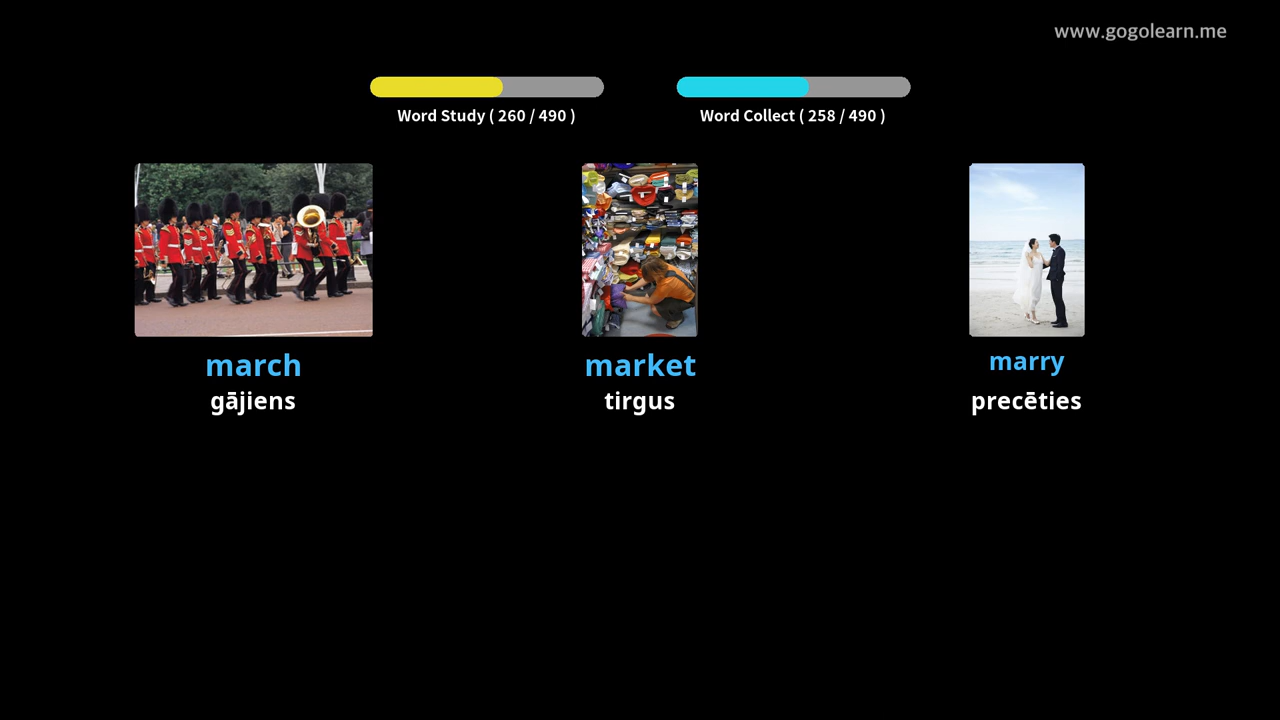 www.gogolearn.me
Word Study ( 260 / 490 )
Word Collect ( 258 / 490 )
march
gājiens
market
tirgus
marry
precēties